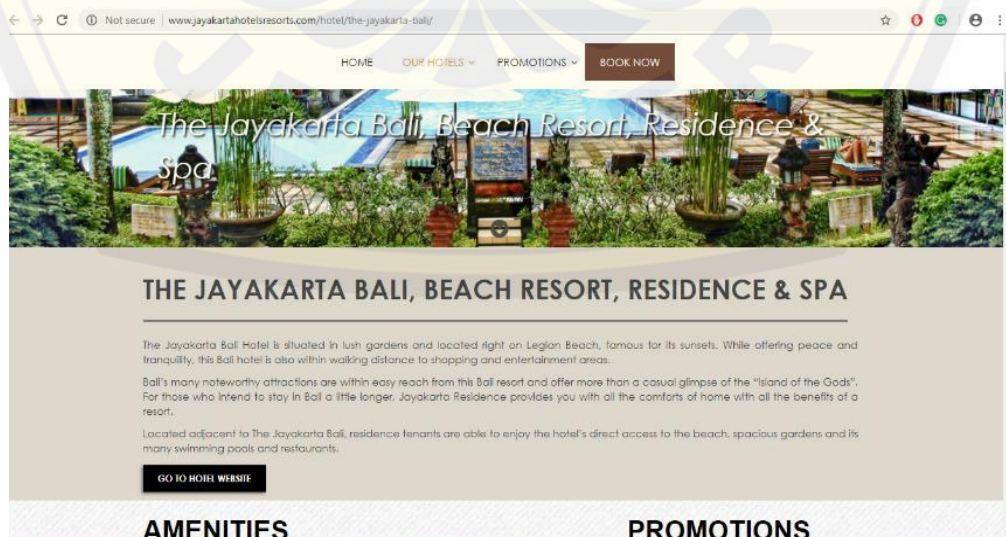 Not secure | www.jayakartahotelsresorts.com/hotel/the-jayakarta-bali/
HOME OUR HOTELS PROMOTIONS BOOK NOW
The Jayakarta Bali, Beach Resort, Residence &
Spa
THE JAYAKARTA BALI, BEACH RESORT, RESIDENCE & SPA
The Jayakarta Bali Hotel is situated in lush gardens and located right on Legian Beach, famous for its sunsets. While offering peace and
tranquility, this Bali hotel is also within walking distance to shopping and entertainment areas.
Bali's many noteworthy attractions are within easy reach from this Bali resort and offer more than a casual glimpse of the "Island of the Gods".
For those who intend to stay in Bali a little longer, Jayakarta Residence provides you with all the comforts of home with all the benefits of a
resort.
Located adjacent to The Jayakarta Bali, residence tenants are able to enjoy the hotel's direct access to the beach, spacious gardens and its
many swimming pools and restaurants.
GO TO HOTEL WEBSITE
AMENITIES PROMOTIONS